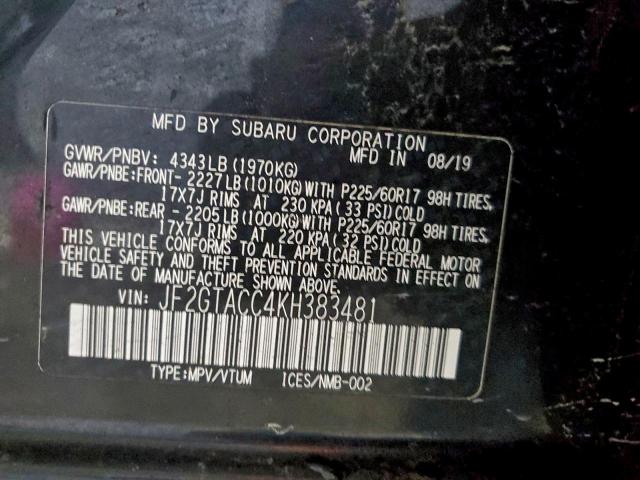 MFD BY SUBARU CORPORATION
GVWR/PNBV: 4343LB (1970KG) MFD IN 08/19
GAWR/PNBE:FRONT- 2227LB (1010KG) WITH P225/60R17 98H TIRES,
17X7J RIMS AT 230 KPA (33 PSI) COLD
GAWR/PNBE:REAR - 2205LB (1000KG) WITH P225/60R17 98H TIRES,
17X7J RIMS AT 220 KPA (32 PSI) COLD
THIS VEHICLE CONFORMS TO ALL APPLICABLE FEDERAL MOTOR
VEHICLE SAFETY AND THEFT PREVENTION STANDARDS IN EFFECT ON
THE DATE OF MANUFACTURE SHOWN ABOVE.
VIN: JF2GTACC4KH383481
TYPE:MPV/VTUM ICES/NMB-002